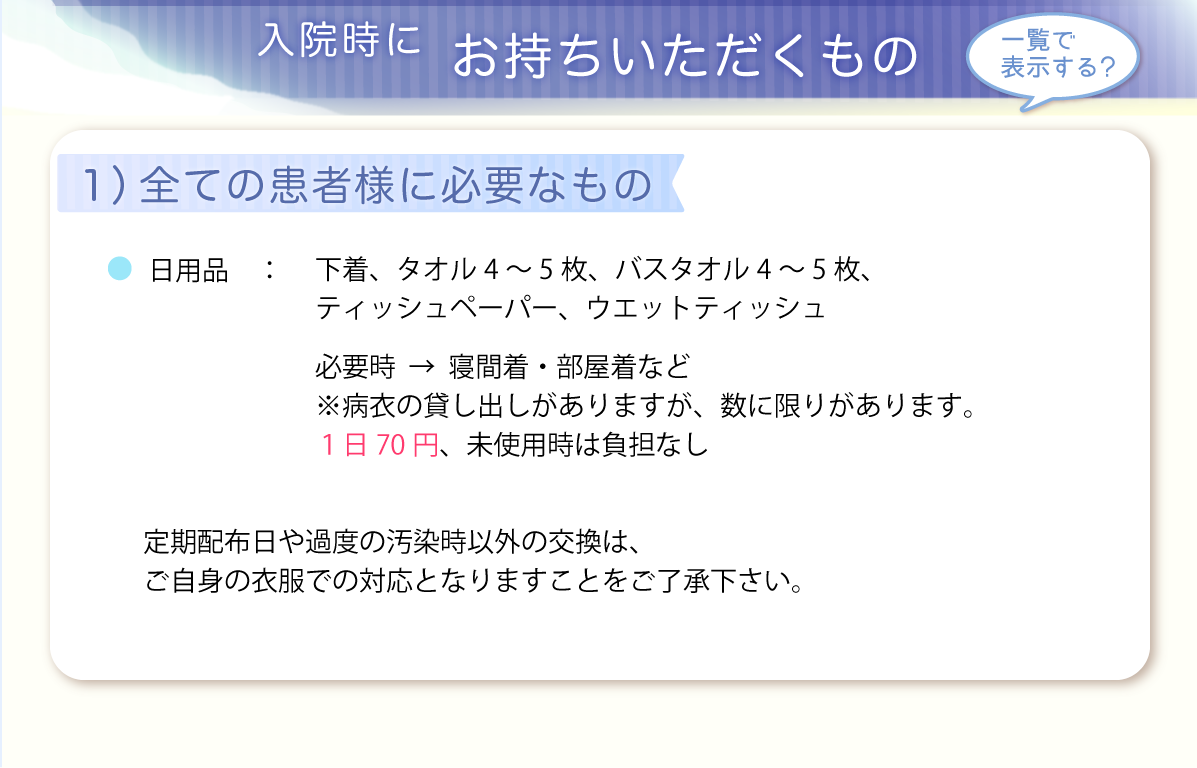 入院時に お持ちいただくもの
一覧で
表示する?
1）全ての患者様に必要なもの
● 日用品 ： 下着、タオル 4 ～ 5 枚、バスタオル 4 ～ 5 枚、
ティッシュペーパー、ウエットティッシュ
必要時 → 寝間着・部屋着など
※病衣の貸し出しがありますが、数に限りがあります。
1 日 70 円、未使用時は負担なし
定期配布日や過度の汚染時以外の交換は、
ご自身の衣服での対応となりますことをご了承下さい。